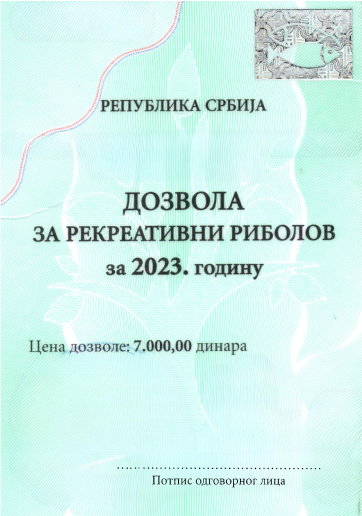 РЕПУБЛИКА СРБИЈА
ДОЗВОЛА
ЗА РЕКРЕАТИВНИ РИБОЛОВ
за 2023. годину
Цена дозволе: 7.000,00 динара
................................................
Потпис одговорног лица